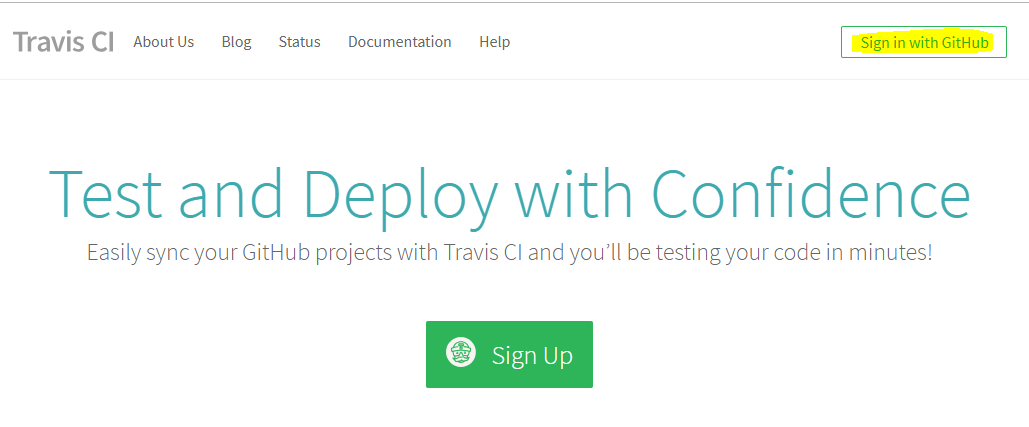 Travis CI About Us Blog Status Documentation Help Sign in with GitHub
Test and Deploy with Confidence
Easily sync your GitHub projects with Travis CI and you’ll be testing your code in minutes!
Sign Up